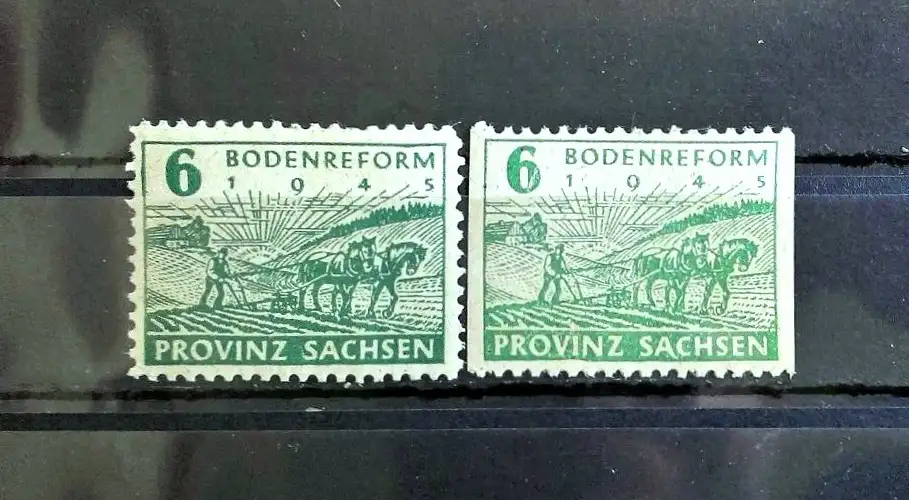 6 BODENREFORM
1 9 4 5
PROVINZ SACHSEN
6 BODENREFORM
1 9 4 5
PROVINZ SACHSEN